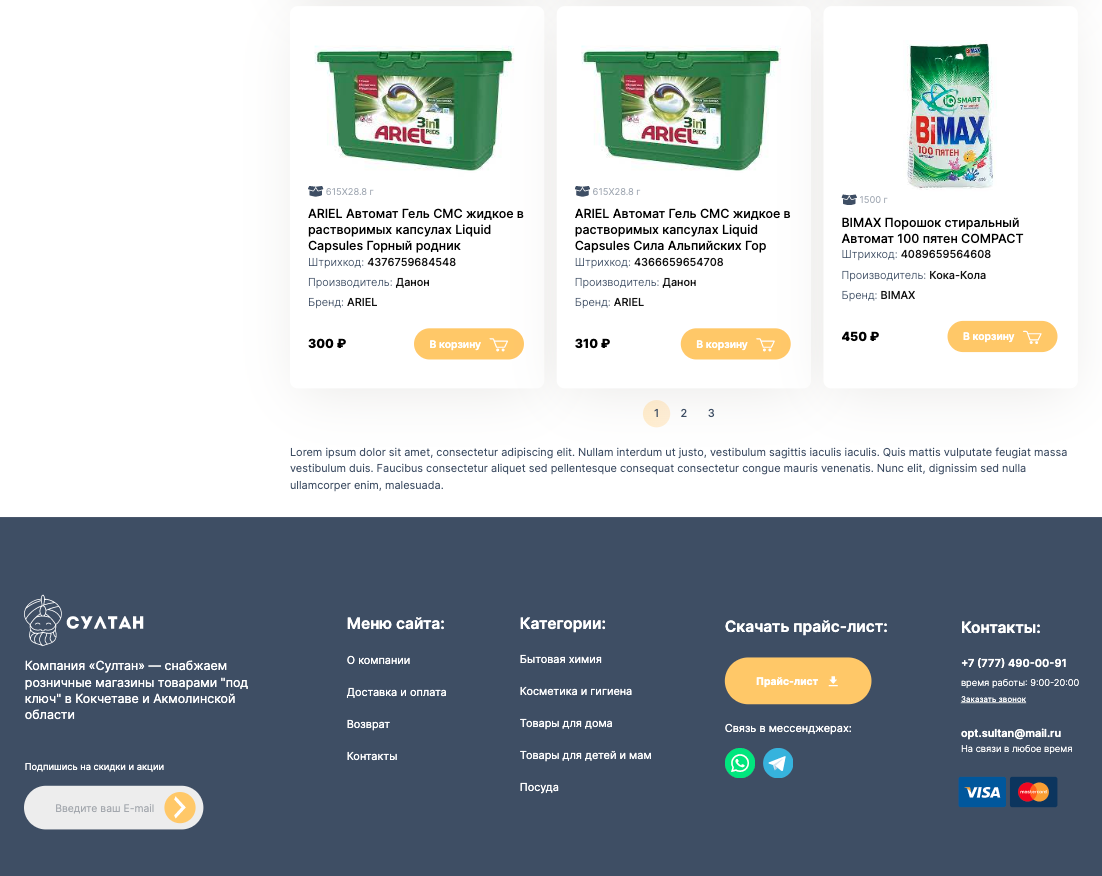 3in1
PODS
ARIEL
615X28.8 г
ARIEL Автомат Гель СМС жидкое в
растворимых капсулах Liquid
Capsules Горный родник
Штрихкод: 4376759684548
Производитель: Данон
Бренд: ARIEL
300 ₽
В корзину
3in1
PODS
ARIEL
615X28.8 г
ARIEL Автомат Гель СМС жидкое в
растворимых капсулах Liquid
Capsules Сила Альпийских Гор
Штрихкод: 4366659654708
Производитель: Данон
Бренд: ARIEL
310 ₽
В корзину
IQ SMART
BiMAX
100 ПЯТЕН
1500 г
BIMAX Порошок стиральный
Автомат 100 пятен COMPACT
Штрихкод: 4089659564608
Производитель: Кока-Кола
Бренд: BIMAX
450 ₽
В корзину
1 2 3
Lorem ipsum dolor sit amet, consectetur adipiscing elit. Nullam interdum ut justo, vestibulum sagittis iaculis iaculis. Quis mattis vulputate feugiat massa
vestibulum duis. Faucibus consectetur aliquet sed pellentesque consequat consectetur congue mauris venenatis. Nunc elit, dignissim sed nulla
ullamcorper enim, malesuada.
СУЛТАН
Компания «Султан» — снабжаем
розничные магазины товарами "под
ключ" в Кокчетаве и Акмолинской
области
Подпишись на скидки и акции
Введите ваш E-mail
Меню сайта:
О компании
Доставка и оплата
Возврат
Контакты
Категории:
Бытовая химия
Косметика и гигиена
Товары для дома
Товары для детей и мам
Посуда
Скачать прайс-лист:
Прайс-лист
Связь в мессенджерах:
Контакты:
+7 (777) 490-00-91
время работы: 9:00-20:00
Заказать звонок
opt.sultan@mail.ru
На связи в любое время
VISA
mastercard